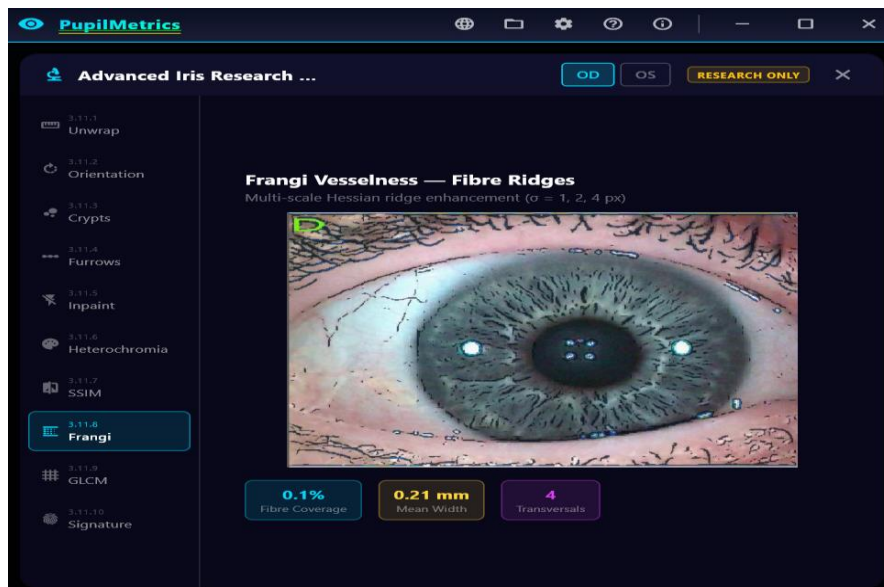 PupilMetrics
Advanced Iris Research ...
OD
OS
RESEARCH ONLY
3.11.1
Unwrap
3.11.2
Orientation
3.11.3
Crypts
3.11.4
Furrows
3.11.5
Inpaint
3.11.6
Heterochromia
3.11.7
SSIM
3.11.8
Frangi
3.11.9
GLCM
3.11.10
Signature
Frangi Vesselness — Fibre Ridges
Multi-scale Hessian ridge enhancement (σ = 1, 2, 4 px)
D
0.1%
Fibre Coverage
0.21 mm
Mean Width
4
Transversals